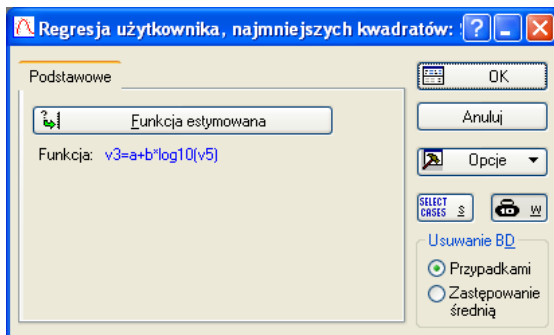 Regresja użytkownika, najmniejszych kwadratów:
Podstawowe
Funkcja estymowana
Funkcja: v3=a+b*log10(v5)
OK
Anuluj
Opcje
SELECT CASES S
W
Usuwanie BD
Przypadkami
Zastępowanie
średnią